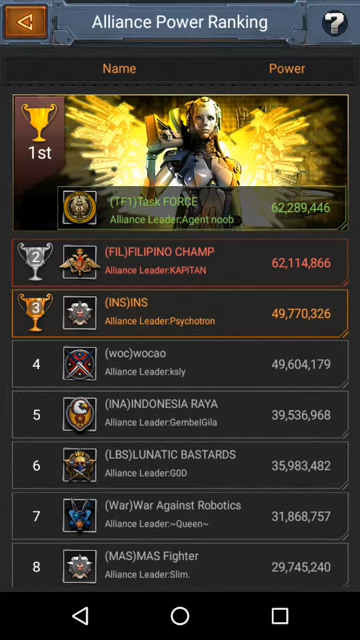 Alliance Power Ranking
?
Name Power
1st
(TF1)Task FORCE
Alliance Leader:Agent noob
62,289,446
2
(FIL)FILIPINO CHAMP
Alliance Leader:KAPITAN
62,114,866
3
(INS)INS
Alliance Leader:Psychotron
49,770,326
4
(woc)wocao
Alliance Leader:ksly
49,604,179
5
(INA)INDONESIA RAYA
Alliance Leader:GembelGila
39,536,968
6
(LBS)LUNATIC BASTARDS
Alliance Leader:G0D
35,983,482
7
(War)War Against Robotics
Alliance Leader:~Queen~
31,868,757
8
(MAS)MAS Fighter
Alliance Leader:Slim.
29,745,240